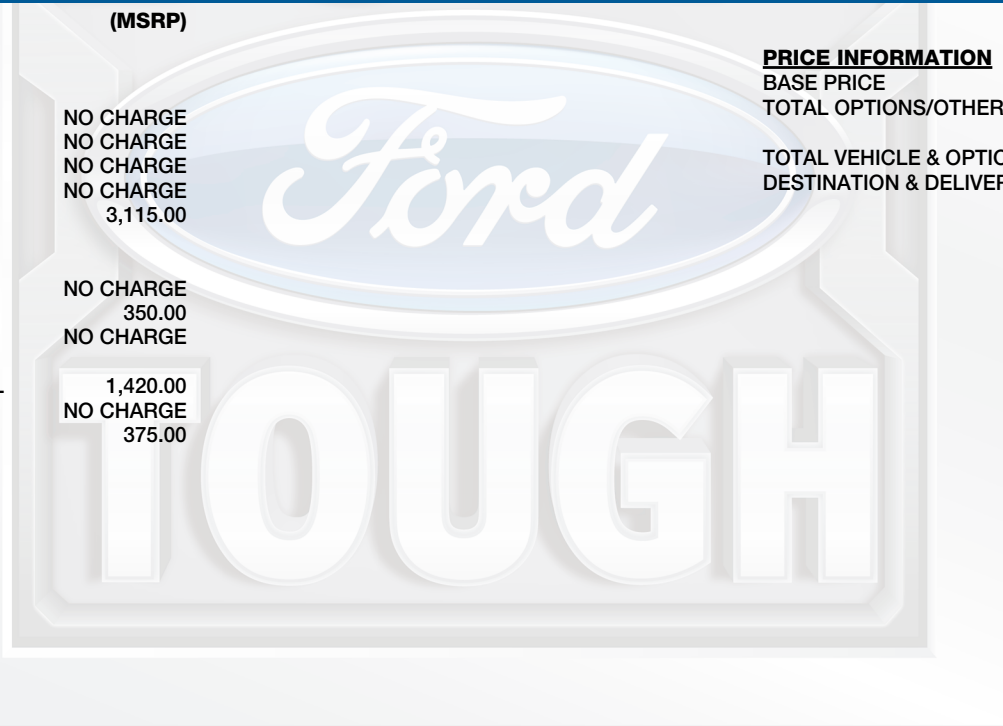 (MSRP)
NO CHARGE
NO CHARGE
NO CHARGE
NO CHARGE
3,115.00
NO CHARGE
350.00
NO CHARGE
1,420.00
NO CHARGE
375.00
PRICE INFORMATION
BASE PRICE
TOTAL OPTIONS/OTHER
TOTAL VEHICLE & OPTIO
DESTINATION & DELIVER
Ford
TOUGH